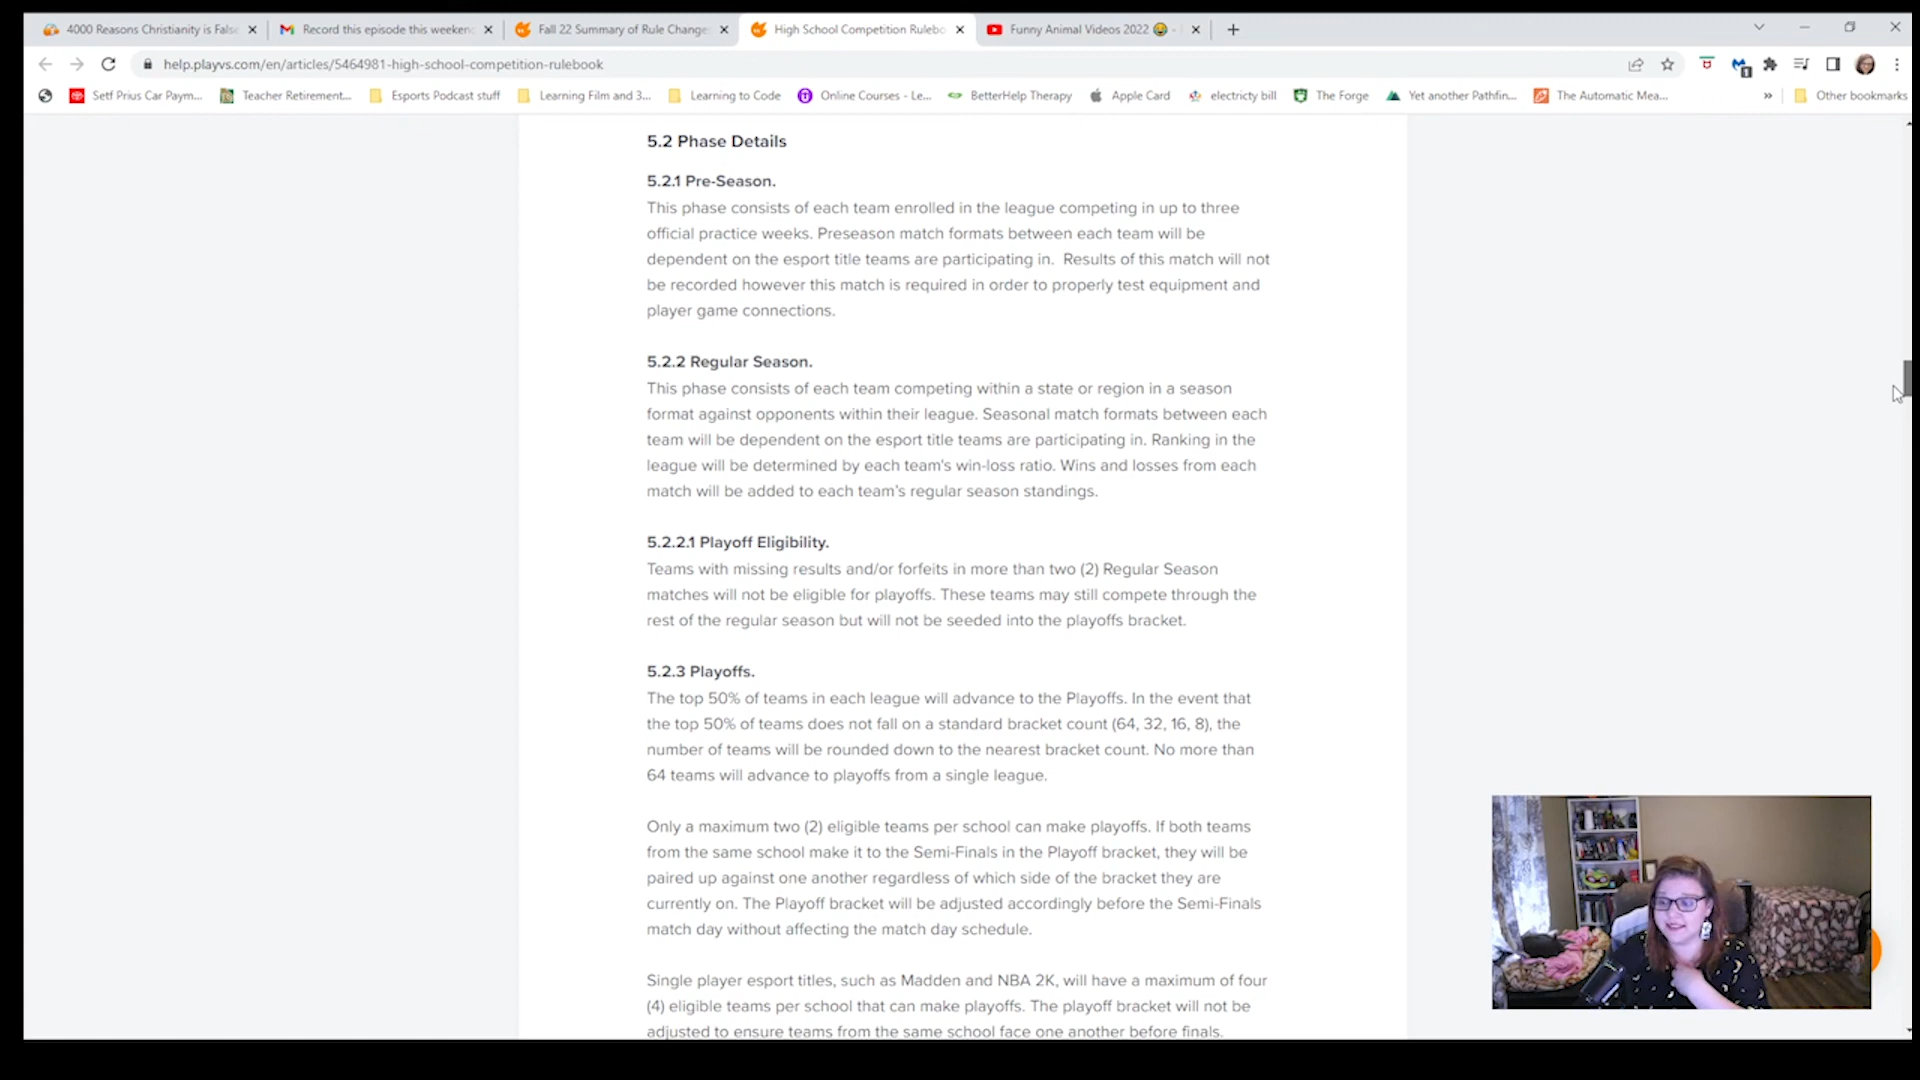 4000 Reasons Christianity is False
Record this episode this weekend
Fall 22 Summary of Rule Changes
High School Competition Rulebo
Funny Animal Videos 2022 😂 -
help.playvs.com/en/articles/5464981-high-school-competition-rulebook
Setf Prius Car Paym...
Teacher Retirement...
Esports Podcast stuff
Learning Film and 3...
Learning to Code
Online Courses - Le...
BetterHelp Therapy
Apple Card
electricty bill
The Forge
Yet another Pathfin...
The Automatic Mea...
»
Other bookmarks
5.2 Phase Details
5.2.1 Pre-Season.
This phase consists of each team enrolled in the league competing in up to three
official practice weeks. Preseason match formats between each team will be
dependent on the esport title teams are participating in. Results of this match will not
be recorded however this match is required in order to properly test equipment and
player game connections.
5.2.2 Regular Season.
This phase consists of each team competing within a state or region in a season
format against opponents within their league. Seasonal match formats between each
team will be dependent on the esport title teams are participating in. Ranking in the
league will be determined by each team's win-loss ratio. Wins and losses from each
match will be added to each team's regular season standings.
5.2.2.1 Playoff Eligibility.
Teams with missing results and/or forfeits in more than two (2) Regular Season
matches will not be eligible for playoffs. These teams may still compete through the
rest of the regular season but will not be seeded into the playoffs bracket.
5.2.3 Playoffs.
The top 50% of teams in each league will advance to the Playoffs. In the event that
the top 50% of teams does not fall on a standard bracket count (64, 32, 16, 8), the
number of teams will be rounded down to the nearest bracket count. No more than
64 teams will advance to playoffs from a single league.
Only a maximum two (2) eligible teams per school can make playoffs. If both teams
from the same school make it to the Semi-Finals in the Playoff bracket, they will be
paired up against one another regardless of which side of the bracket they are
currently on. The Playoff bracket will be adjusted accordingly before the Semi-Finals
match day without affecting the match day schedule.
Single player esport titles, such as Madden and NBA 2K, will have a maximum of four
(4) eligible teams per school that can make playoffs. The playoff bracket will not be
adjusted to ensure teams from the same school face one another before finals.